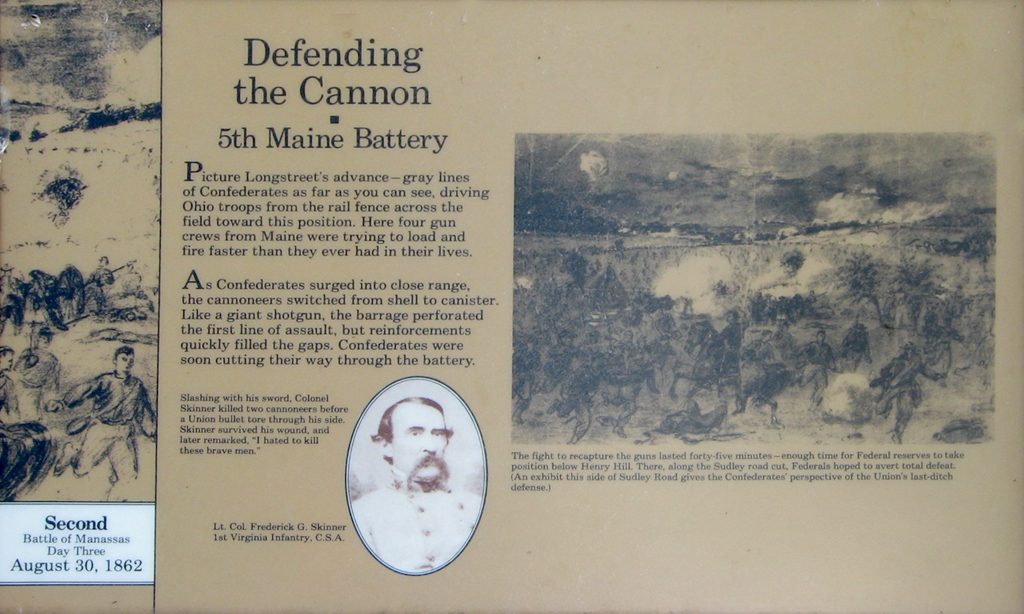 Defending
the Cannon
5th Maine Battery
Picture Longstreet's advance—gray lines
of Confederates as far as you can see, driving
Ohio troops from the rail fence across the
field toward this position. Here four gun
crews from Maine were trying to load and
fire faster than they ever had in their lives.
As Confederates surged into close range,
the cannoneers switched from shell to canister.
Like a giant shotgun, the barrage perforated
the first line of assault, but reinforcements
quickly filled the gaps. Confederates were
soon cutting their way through the battery.
Slashing with his sword, Colonel
Skinner killed two cannoneers before
a Union bullet tore through his side.
Skinner survived his wound, and
later remarked, "I hated to kill
these brave men."
Lt. Col. Frederick G. Skinner
1st Virginia Infantry, C.S.A.
The fight to recapture the guns lasted forty-five minutes—enough time for Federal reserves to take
position below Henry Hill. There, along the Sudley road cut, Federals hoped to avert total defeat.
(An exhibit this side of Sudley Road gives the Confederates' perspective of the Union's last-ditch
defense.)
Second
Battle of Manassas
Day Three
August 30, 1862